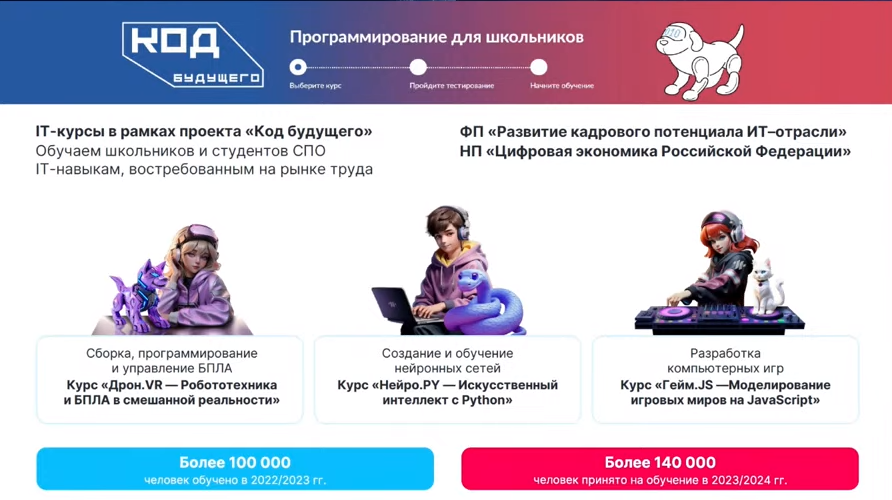 КОД
БУДУЩЕГО
Программирование для школьников
Выберите курс
Пройдите тестирование
Начните обучение
IT-курсы в рамках проекта «Код будущего»
Обучаем школьников и студентов СПО
IT-навыкам, востребованным на рынке труда
ФП «Развитие кадрового потенциала ИТ–отрасли»
НП «Цифровая экономика Российской Федерации»
Сборка, программирование
и управление БПЛА
Курс «Дрон.VR — Робототехника
и БПЛА в смешанной реальности»
Создание и обучение
нейронных сетей
Курс «Нейро.PY — Искусственный
интеллект с Python»
Разработка
компьютерных игр
Курс «Гейм.JS —Моделирование
игровых миров на JavaScript»
Более 100 000
человек обучено в 2022/2023 гг.
Более 140 000
человек принято на обучение в 2023/2024 гг.